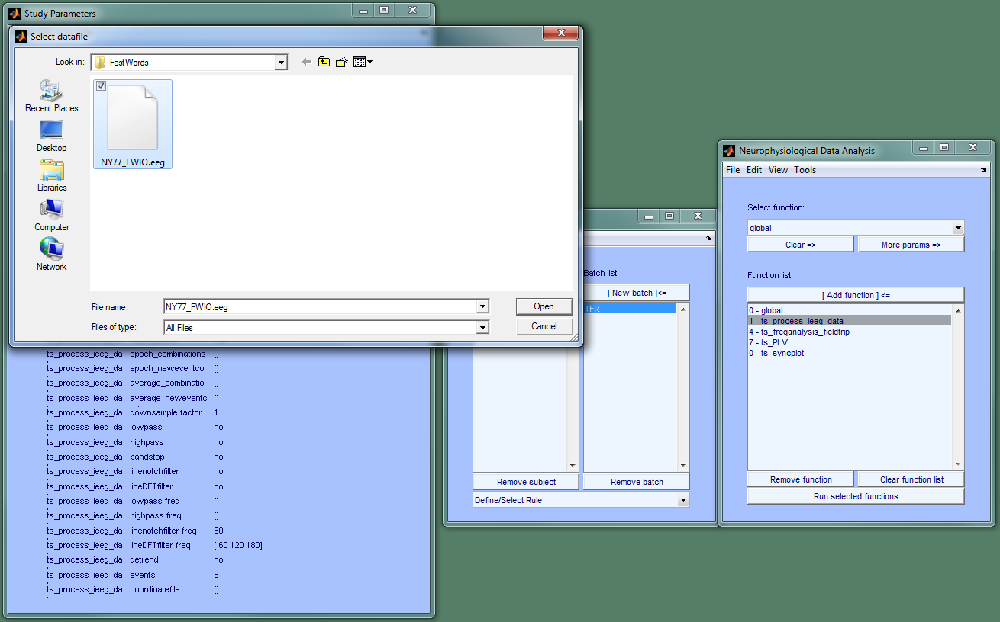 Study Parameters
Select datafile
Look in:
FastWords
Recent Places
Desktop
Libraries
Computer
Network
NY77_FWIO.eeg
File name:
NY77_FWIO.eeg
Open
Files of type:
All Files
Cancel
ts_process_ieeg_da epoch_combinations []
ts_process_ieeg_da epoch_neweventco []
ts_process_ieeg_da average_combinatio []
ts_process_ieeg_da average_neweventc []
ts_process_ieeg_da downsample factor 1
ts_process_ieeg_da lowpass no
ts_process_ieeg_da highpass no
ts_process_ieeg_da bandstop no
ts_process_ieeg_da linenotchfilter no
ts_process_ieeg_da lineDFTfilter no
ts_process_ieeg_da lowpass freq []
ts_process_ieeg_da highpass freq []
ts_process_ieeg_da linenotchfilter freq 60
ts_process_ieeg_da lineDFTfilter freq [ 60 120 180]
ts_process_ieeg_da detrend no
ts_process_ieeg_da events 6
ts_process_ieeg_da coordinatefile []
Batch list
[ New batch ]<=
TFR
Remove subject
Remove batch
Define/Select Rule
Neurophysiological Data Analysis
File Edit View Tools
Select function:
global
Clear =>
More params =>
Function list
[ Add function ] <=
0 - global
1 - ts_process_ieeg_data
4 - ts_freqanalysis_fieldtrip
7 - ts_PLV
0 - ts_syncplot
Remove function
Clear function list
Run selected functions